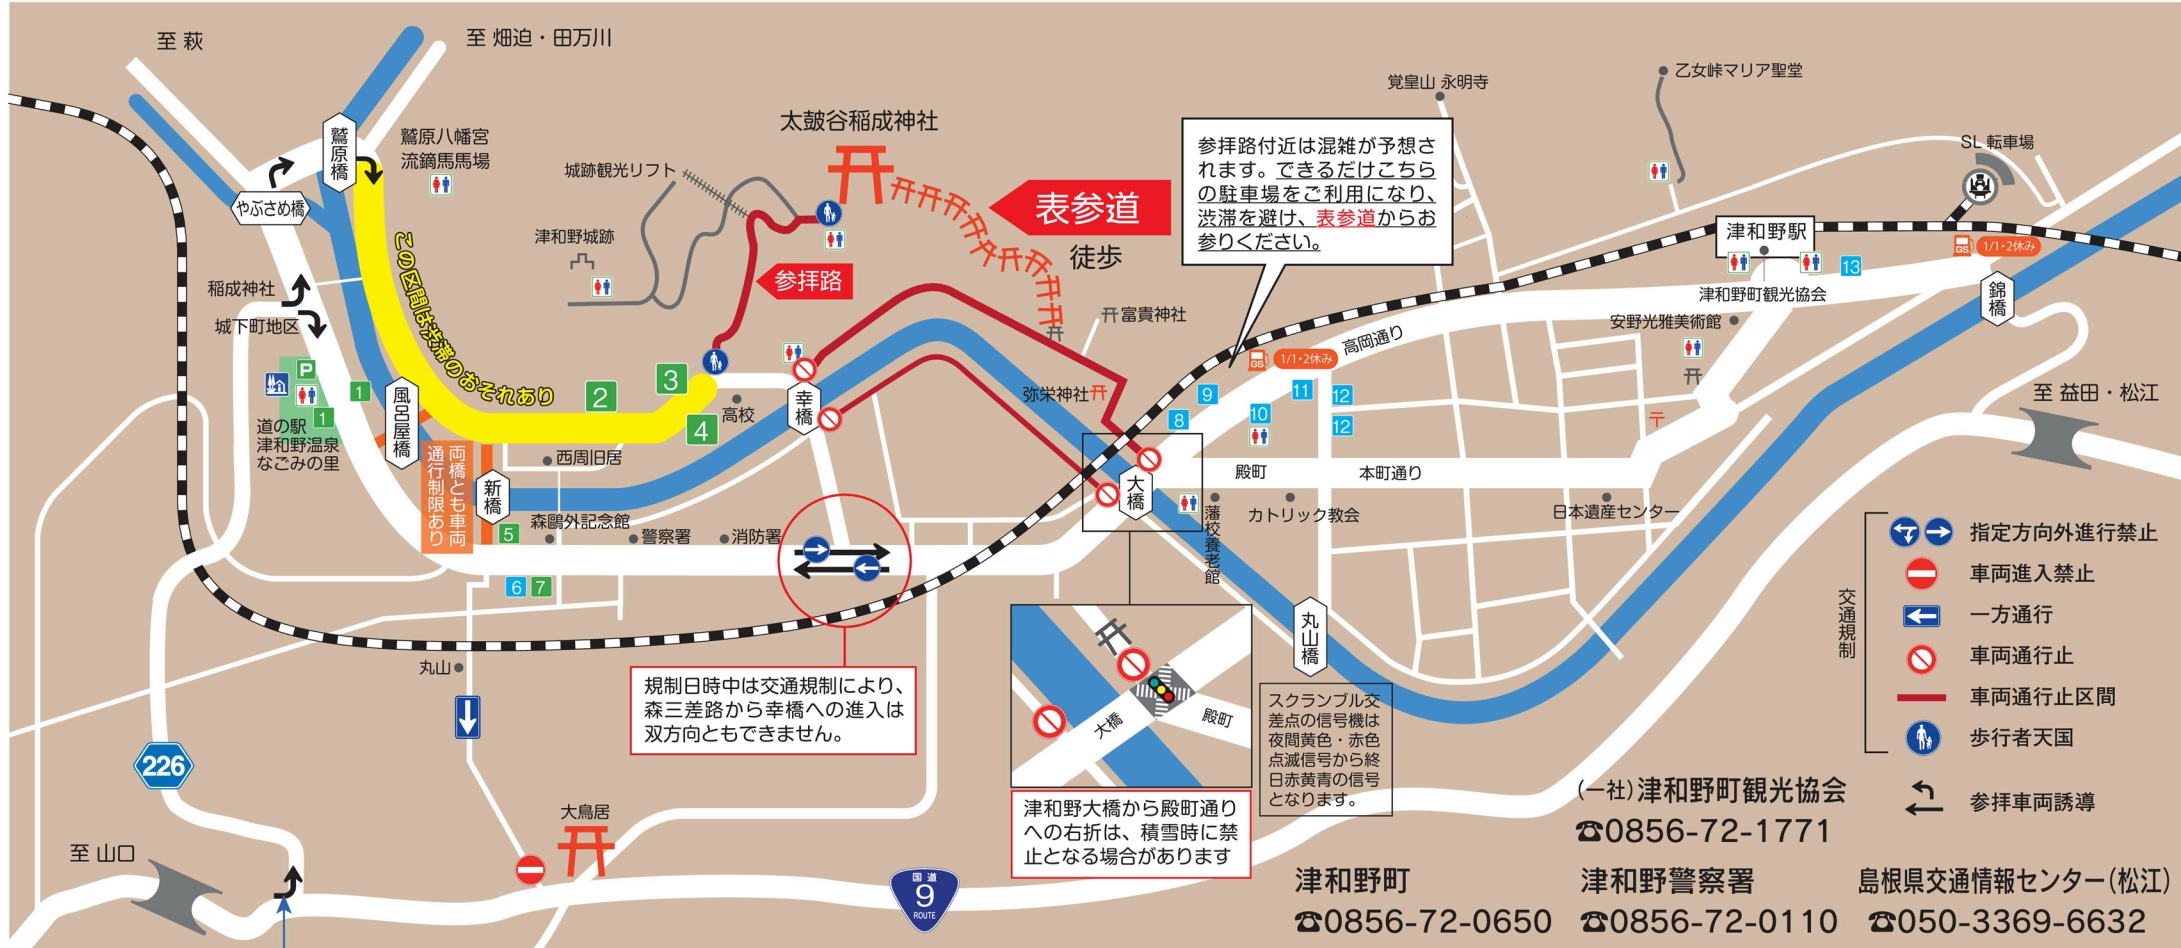 至 萩
至 畑迫・田万川
鷲原橋
鷲原八幡宮
流鏑馬馬場
やぶさめ橋
この区間は渋滞のおそれあり
稲成神社
城下町地区
P
1
1
道の駅
津和野温泉
なごみの里
風呂屋橋
両橋とも車両
通行制限あり
新橋
2
3
4
5
6
7
西周旧居
森鷗外記念館
警察署
消防署
高校
幸橋
城跡観光リフト
津和野城跡
太皷谷稲成神社
参拝路
表参道
徒歩
富貴神社
弥栄神社
参拝路付近は混雑が予想さ
れます。できるだけこちら
の駐車場をご利用になり、
渋滞を避け、表参道からお
参りください。
覚皇山 永明寺
乙女峠マリア聖堂
SL 転車場
津和野駅
GS
1/1・2休み
13
津和野町観光協会
安野光雅美術館
錦橋
高岡通り
GS
1/1・2休み
8
9
10
11
12
12
殿町
本町通り
大橋
藩校養老館
カトリック教会
日本遺産センター
丸山橋
至 益田・松江
丸山
規制日時中は交通規制により、
森三差路から幸橋への進入は
双方向ともできません。
大橋
殿町
津和野大橋から殿町通り
への右折は、積雪時に禁
止となる場合があります
スクランブル交
差点の信号機は
夜間黄色・赤色
点滅信号から終
日赤黄青の信号
となります。
交通規制
指定方向外進行禁止
車両進入禁止
一方通行
車両通行止
車両通行止区間
歩行者天国
参拝車両誘導
226
至 山口
大鳥居
国道
9
ROUTE
(一社)津和野町観光協会
☎0856-72-1771
津和野町
☎0856-72-0650
津和野警察署
☎0856-72-0110
島根県交通情報センター(松江)
☎050-3369-6632